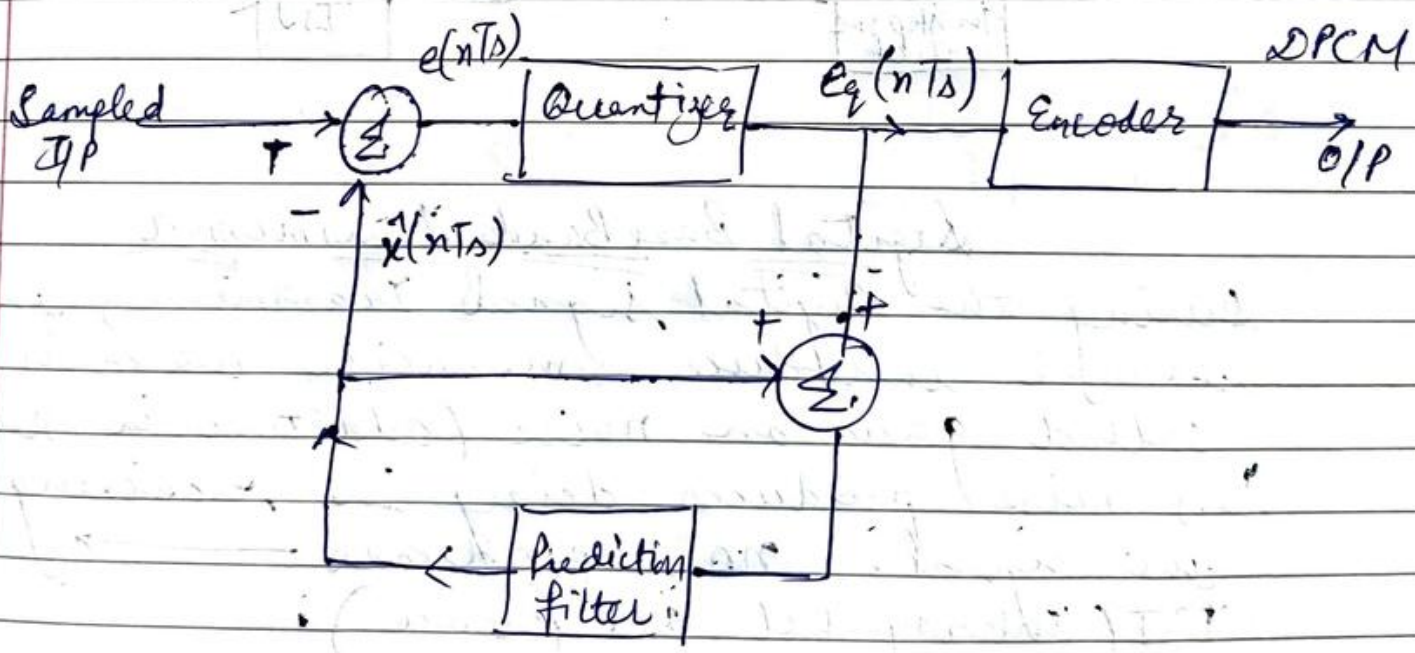 DPCM
e(nTs)
eq(nTs)
Sampled
I/P
+
Σ
Quantizer
Encoder
O/P
-
x̂(nTs)
-
+
+
Σ
Prediction
filter